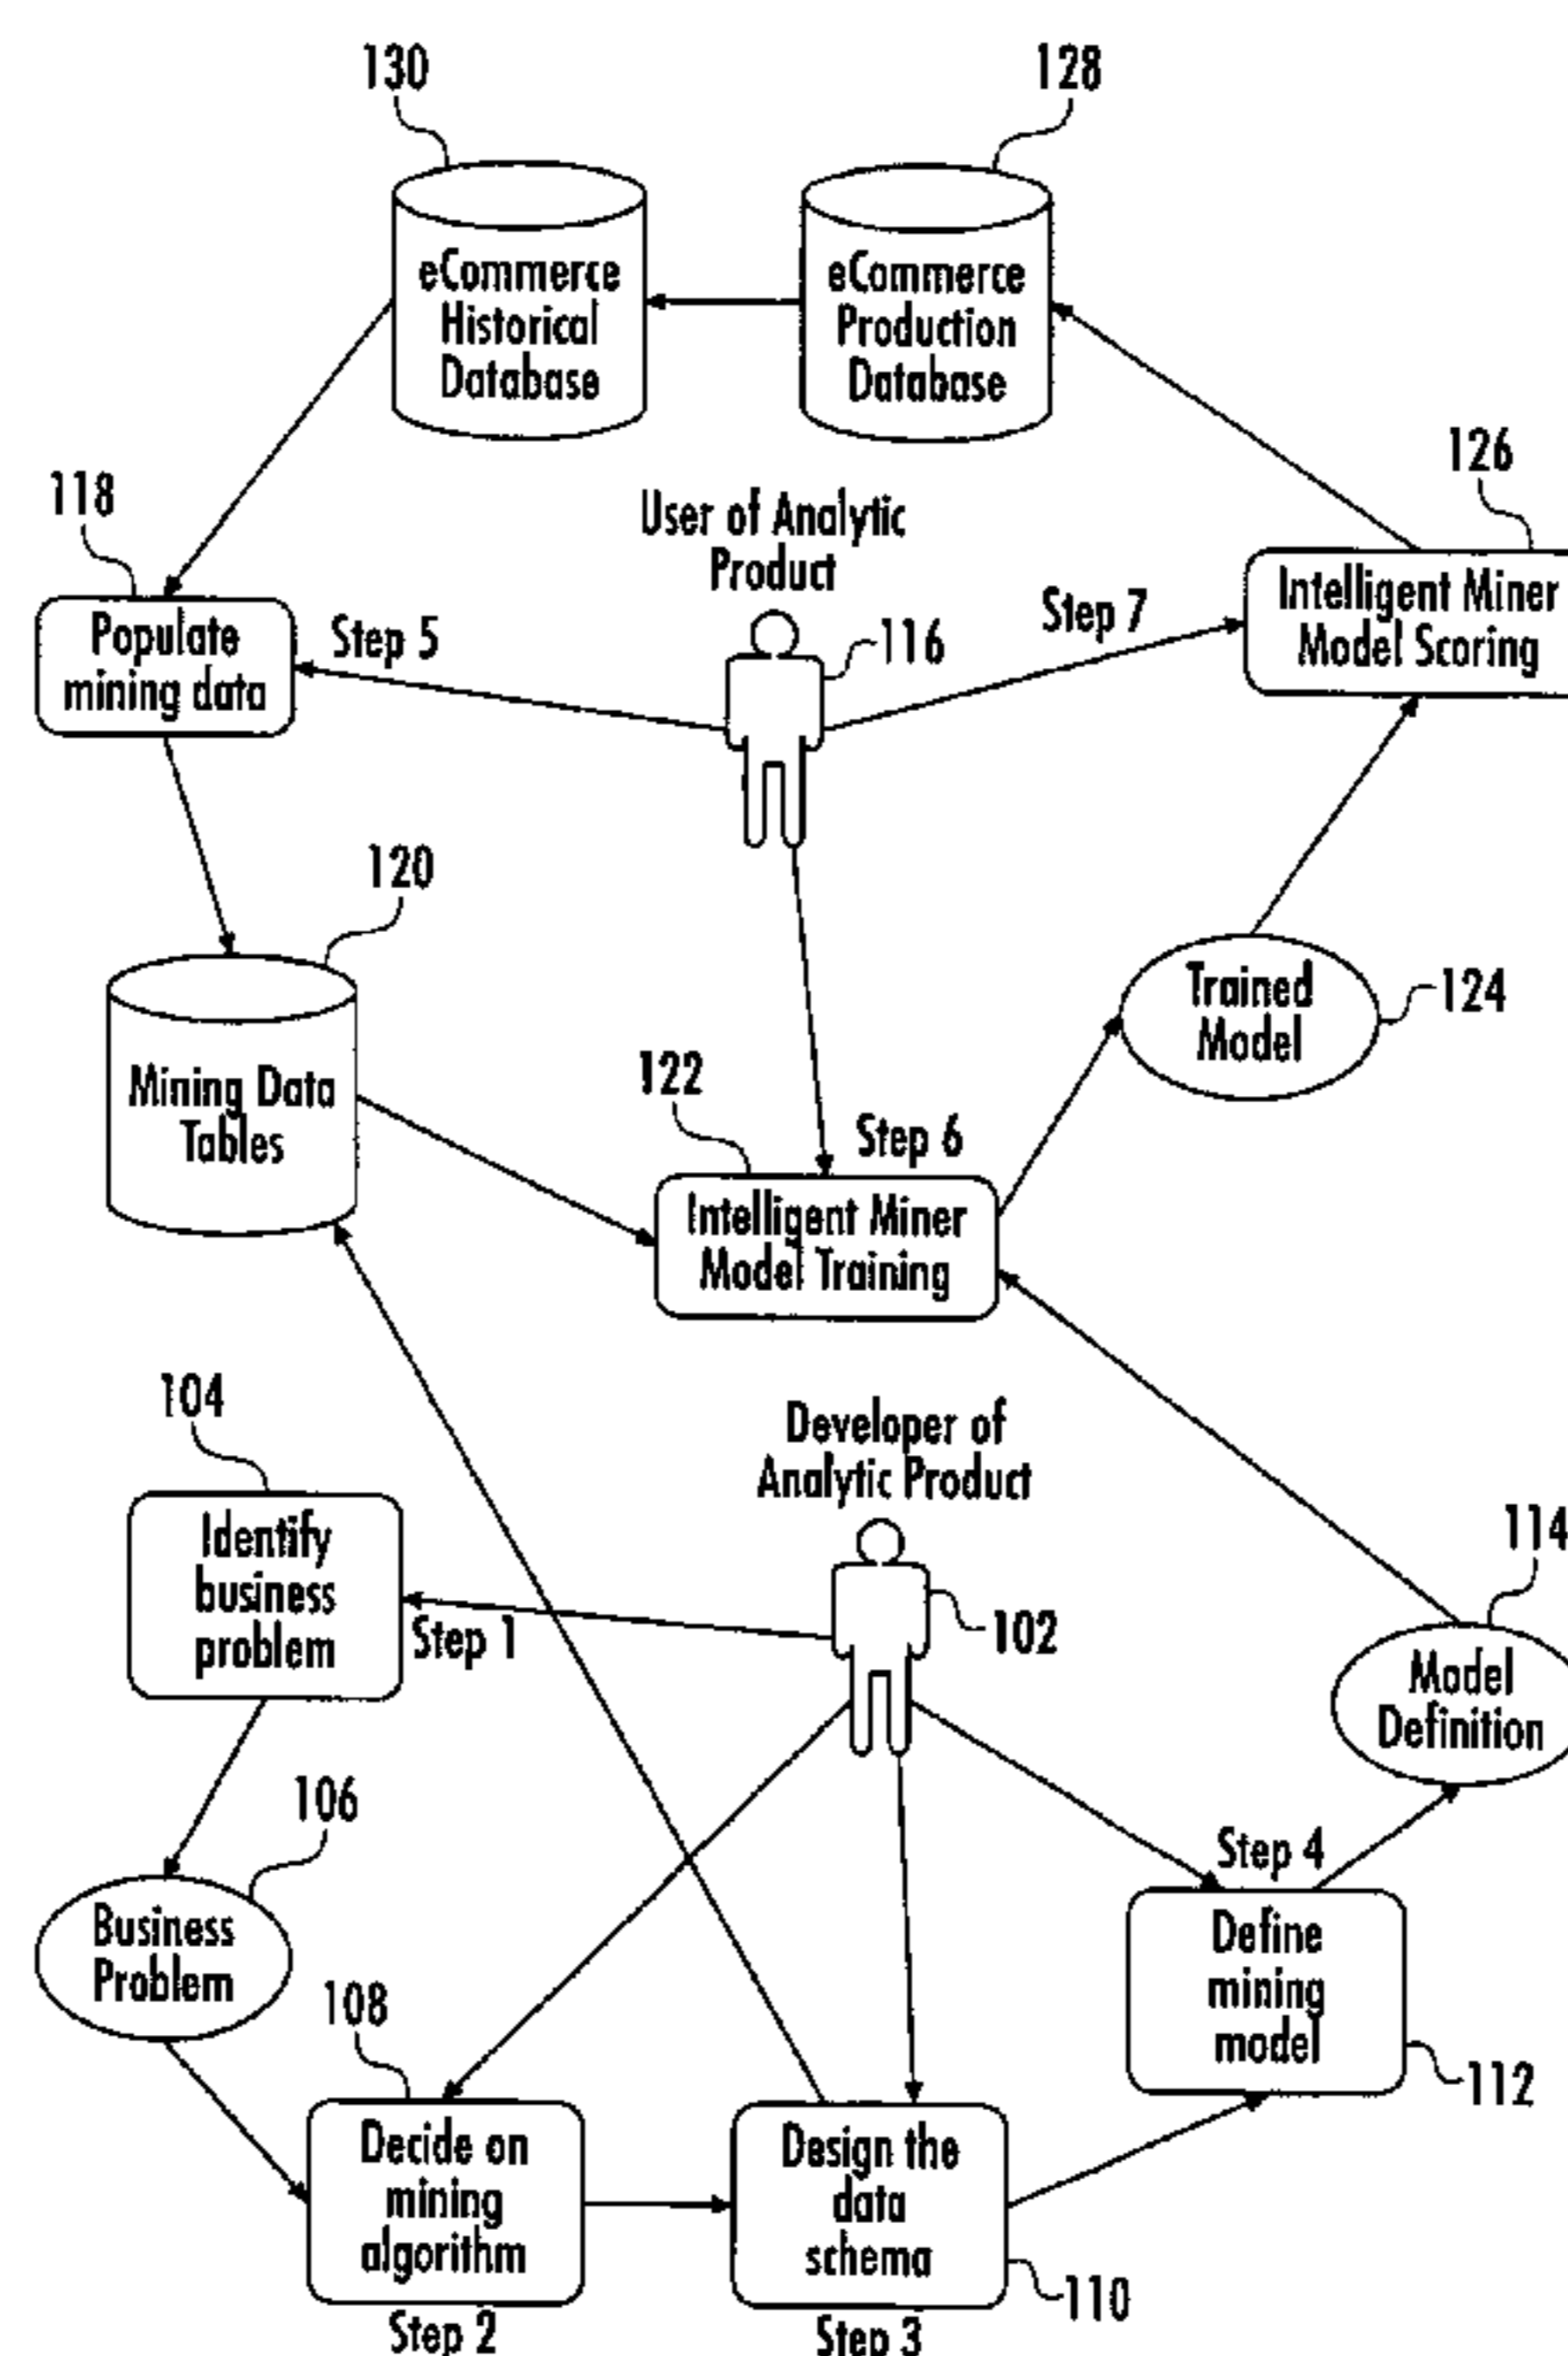 130
128
eCommerce
Historical
Database
eCommerce
Production
Database
126
118
User of Analytic
Product
Intelligent Miner
Model Scoring
Step 7
116
Populate
mining data
Step 5
120
Trained
Model
124
122
Mining Data
Tables
Step 6
Intelligent Miner
Model Training
104
Developer of
Analytic Product
114
Identify
business
problem
Step 1
102
Model
Definition
106
Step 4
Business
Problem
Define
mining
model
108
112
Decide on
mining
algorithm
Design the
data
schema
110
Step 2
Step 3